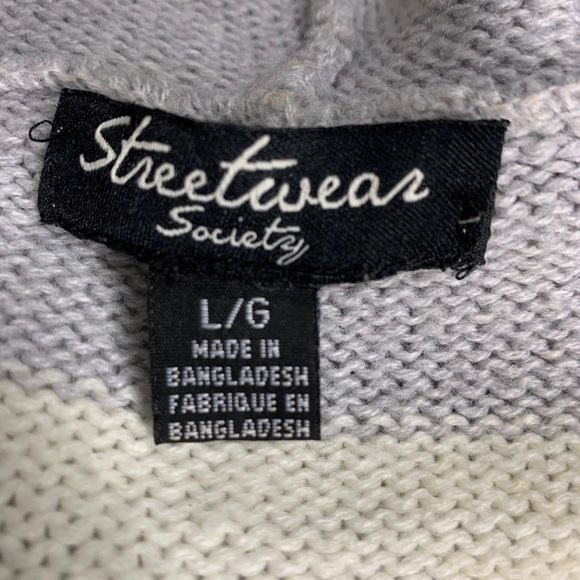 Streetwear
Society
L/G
MADE IN
BANGLADESH
FABRIQUE EN
BANGLADESH